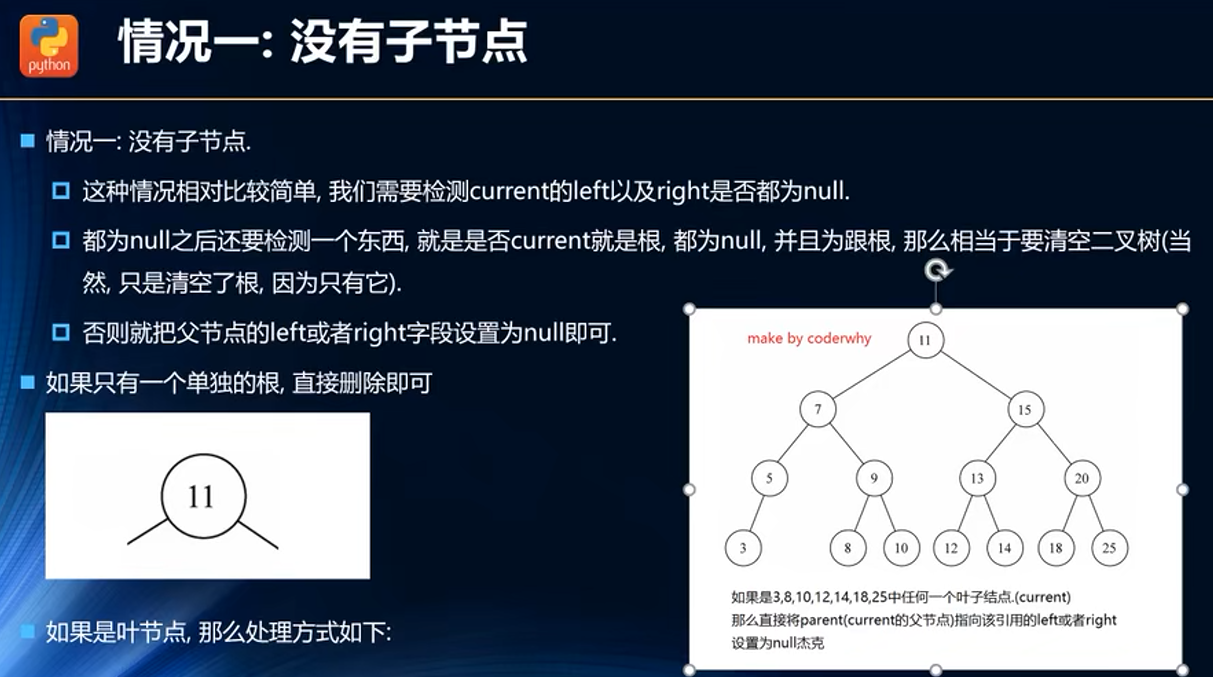 python
情况一: 没有子节点
情况一: 没有子节点.
这种情况相对比较简单, 我们需要检测current的left以及right是否都为null.
都为null之后还要检测一个东西, 就是是否current就是根, 都为null, 并且为跟根, 那么相当于要清空二叉树(当
然, 只是清空了根, 因为只有它).
否则就把父节点的left或者right字段设置为null即可.
如果只有一个单独的根, 直接删除即可
11
如果是叶节点, 那么处理方式如下:
make by coderwhy
11
7 15
5 9 13 20
3 8 10 12 14 18 25
如果是3,8,10,12,14,18,25中任何一个叶子结点.(current)
那么直接将parent(current的父节点)指向该引用的left或者right
设置为null杰克